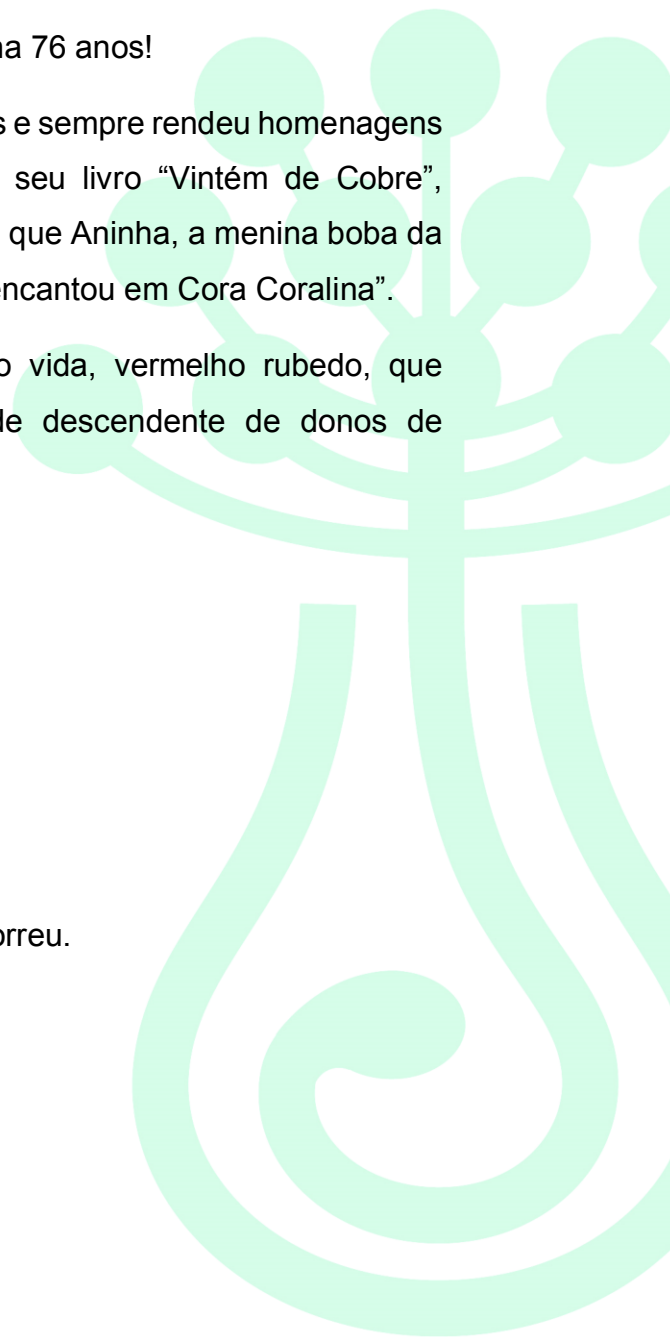 na 76 anos!
s e sempre rendeu homenagens
seu livro “Vintém de Cobre”,
que Aninha, a menina boba da
encantou em Cora Coralina”.
o vida, vermelho rubedo, que
de descendente de donos de
orreu.